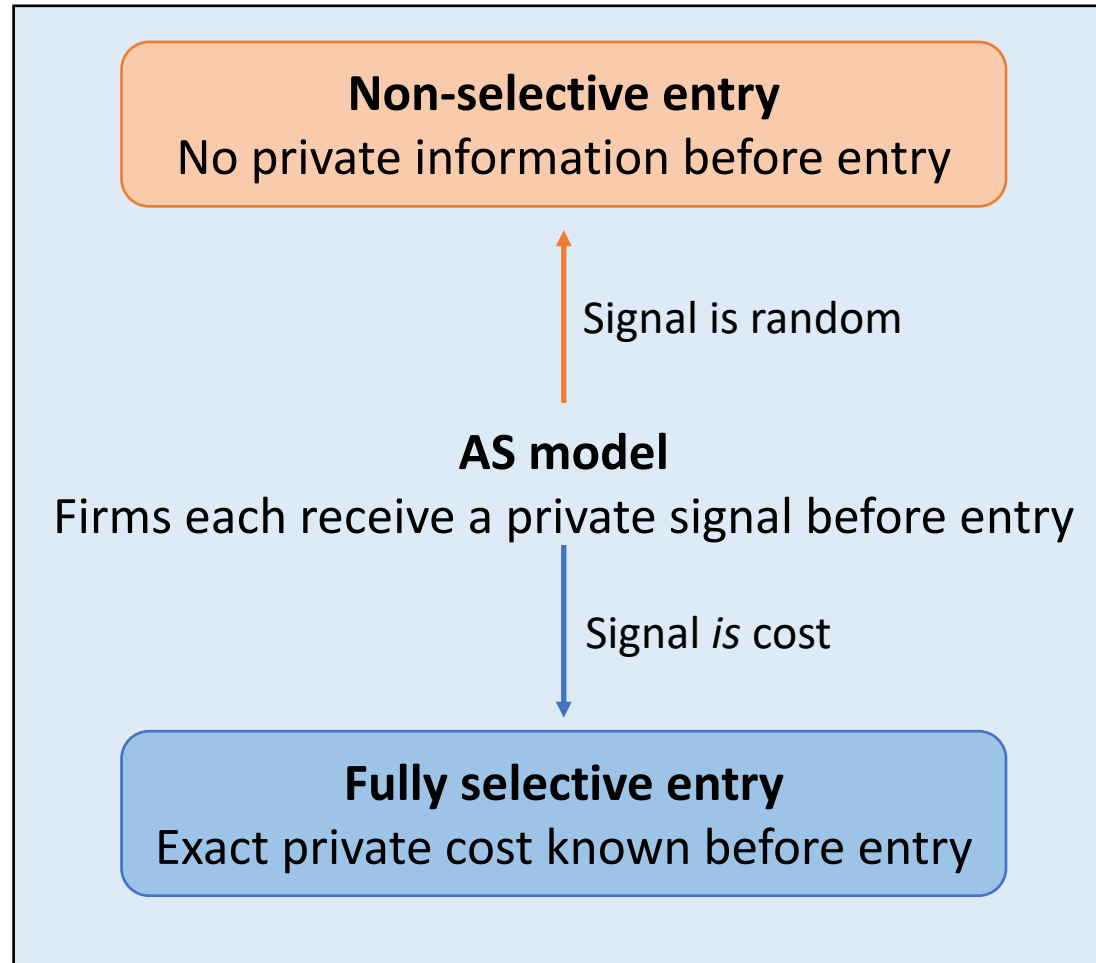 Non-selective entry
No private information before entry
Signal is random
AS model
Firms each receive a private signal before entry
Signal is cost
Fully selective entry
Exact private cost known before entry